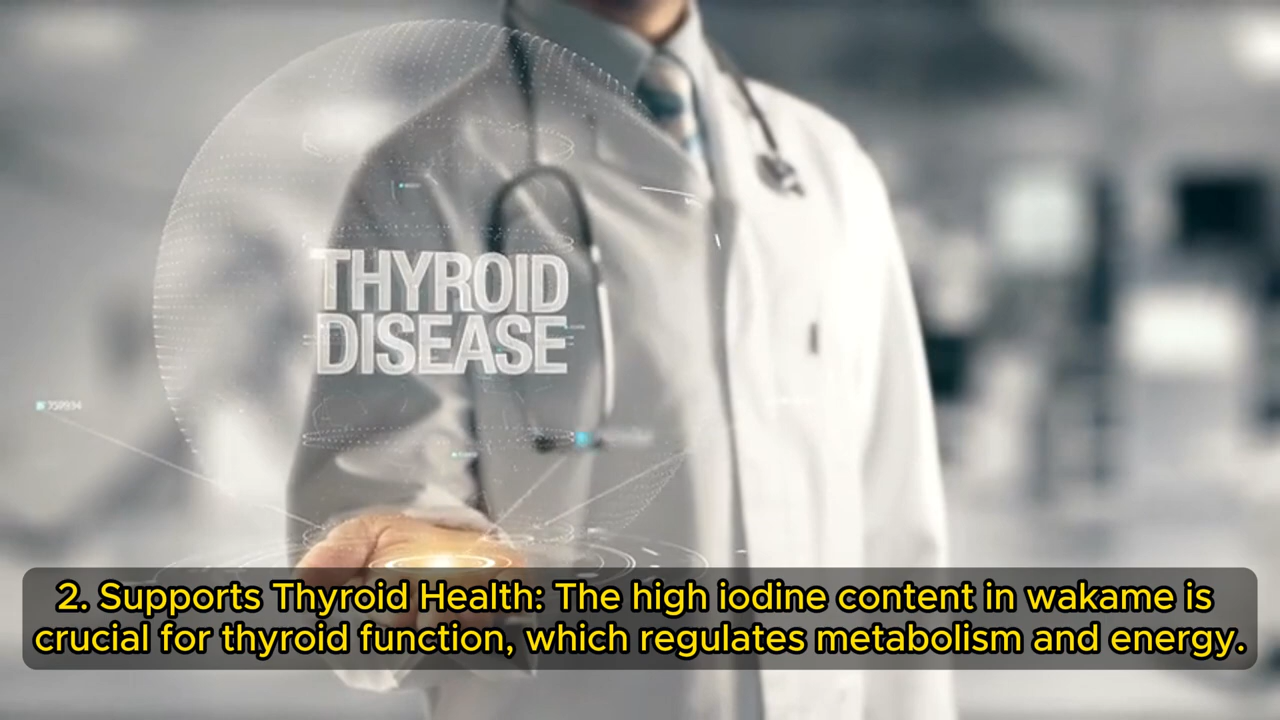 THYROID
DISEASE
2. Supports Thyroid Health: The high iodine content in wakame is
crucial for thyroid function, which regulates metabolism and energy.